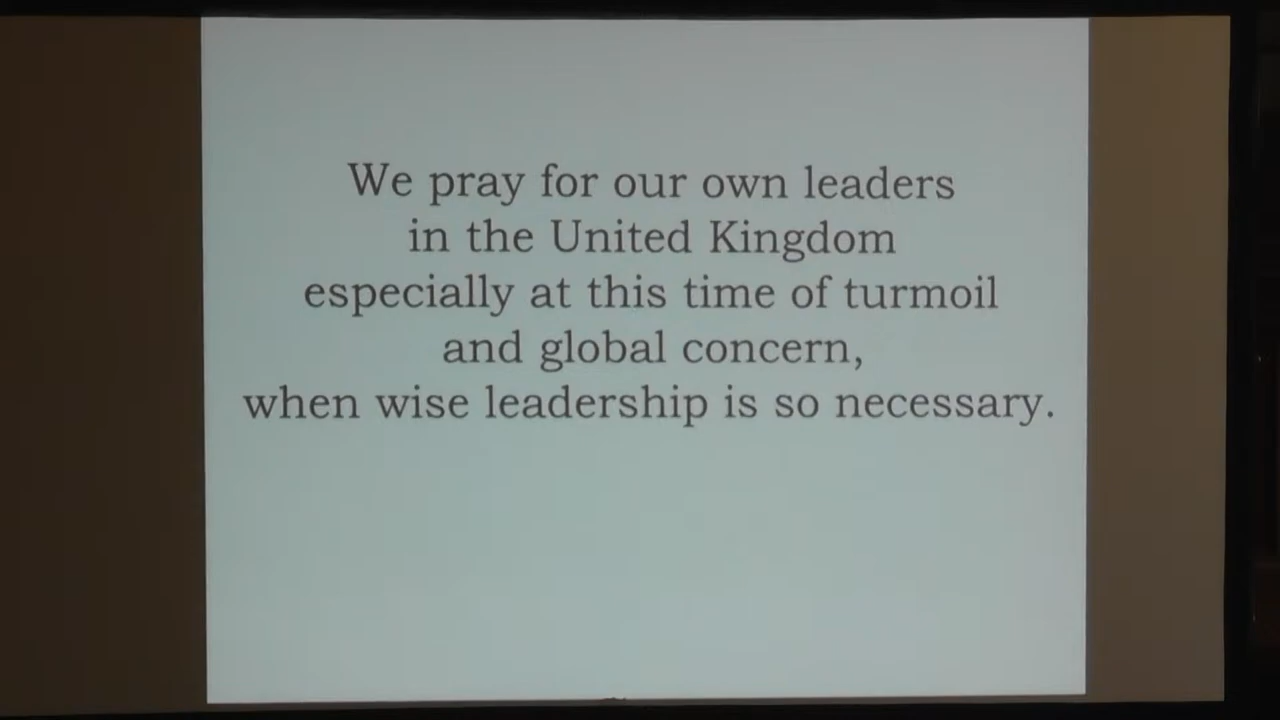 We pray for our own leaders
in the United Kingdom
especially at this time of turmoil
and global concern,
when wise leadership is so necessary.